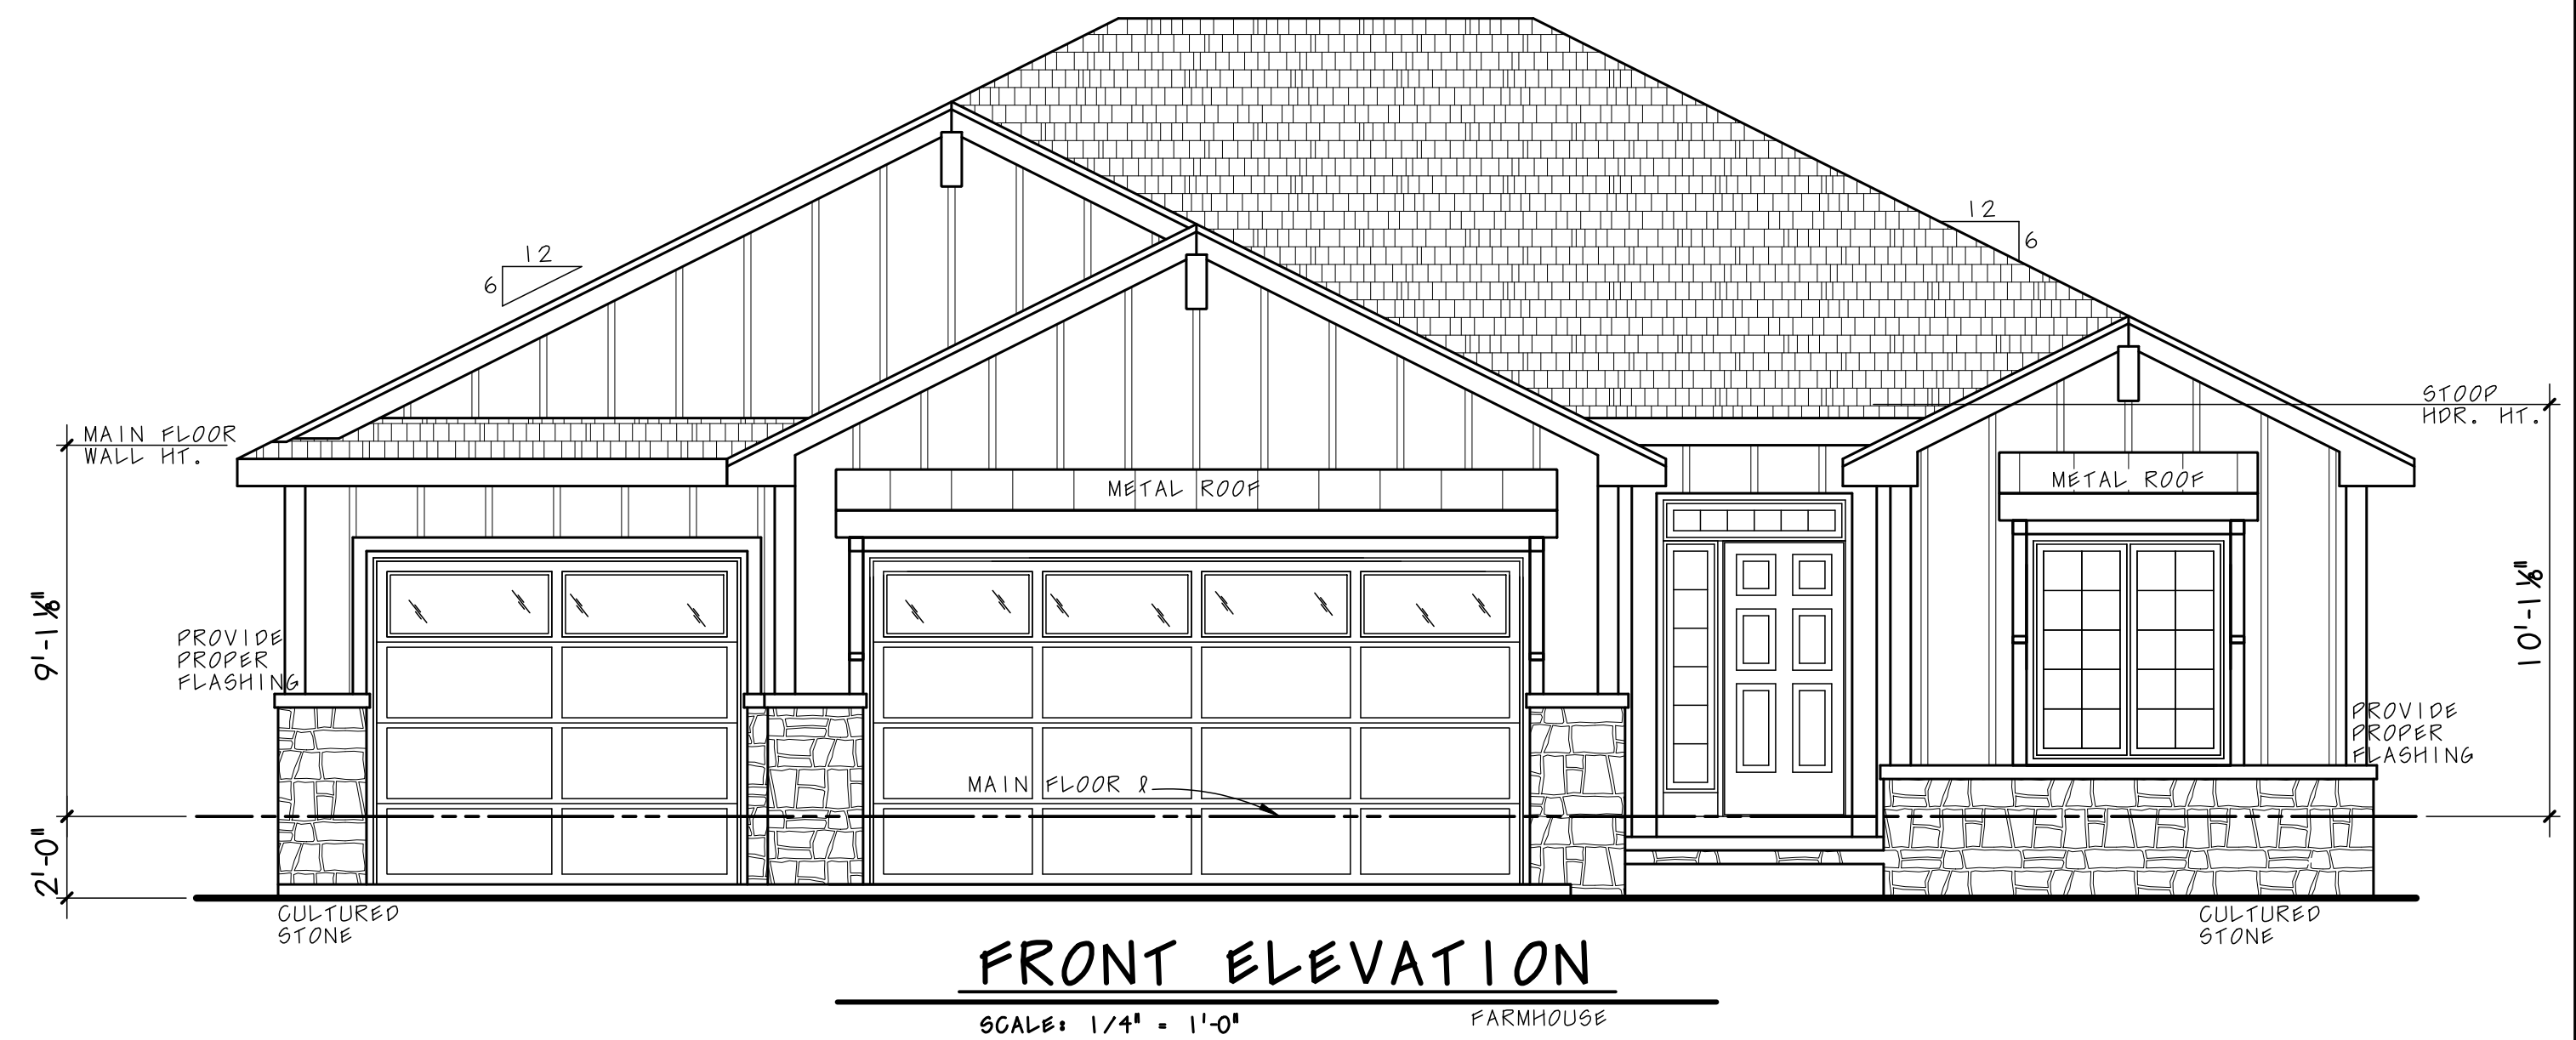 12
6
12
6
MAIN FLOOR
WALL HT.
STOOP
HDR. HT.
METAL ROOF
METAL ROOF
9'-1 1/8"
10'-1 1/8"
PROVIDE
PROPER
FLASHING
PROVIDE
PROPER
FLASHING
MAIN FLOOR
2'-0"
CULTURED
STONE
CULTURED
STONE
FRONT ELEVATION
SCALE: 1/4" = 1'-0"
FARMHOUSE